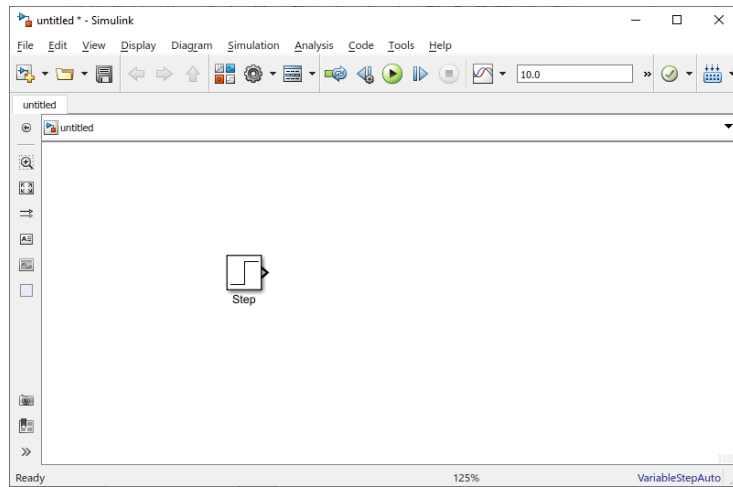 untitled * - Simulink
File Edit View Display Diagram Simulation Analysis Code Tools Help
10.0 »
untitled
untitled
A
Step
»
Ready 125% VariableStepAuto